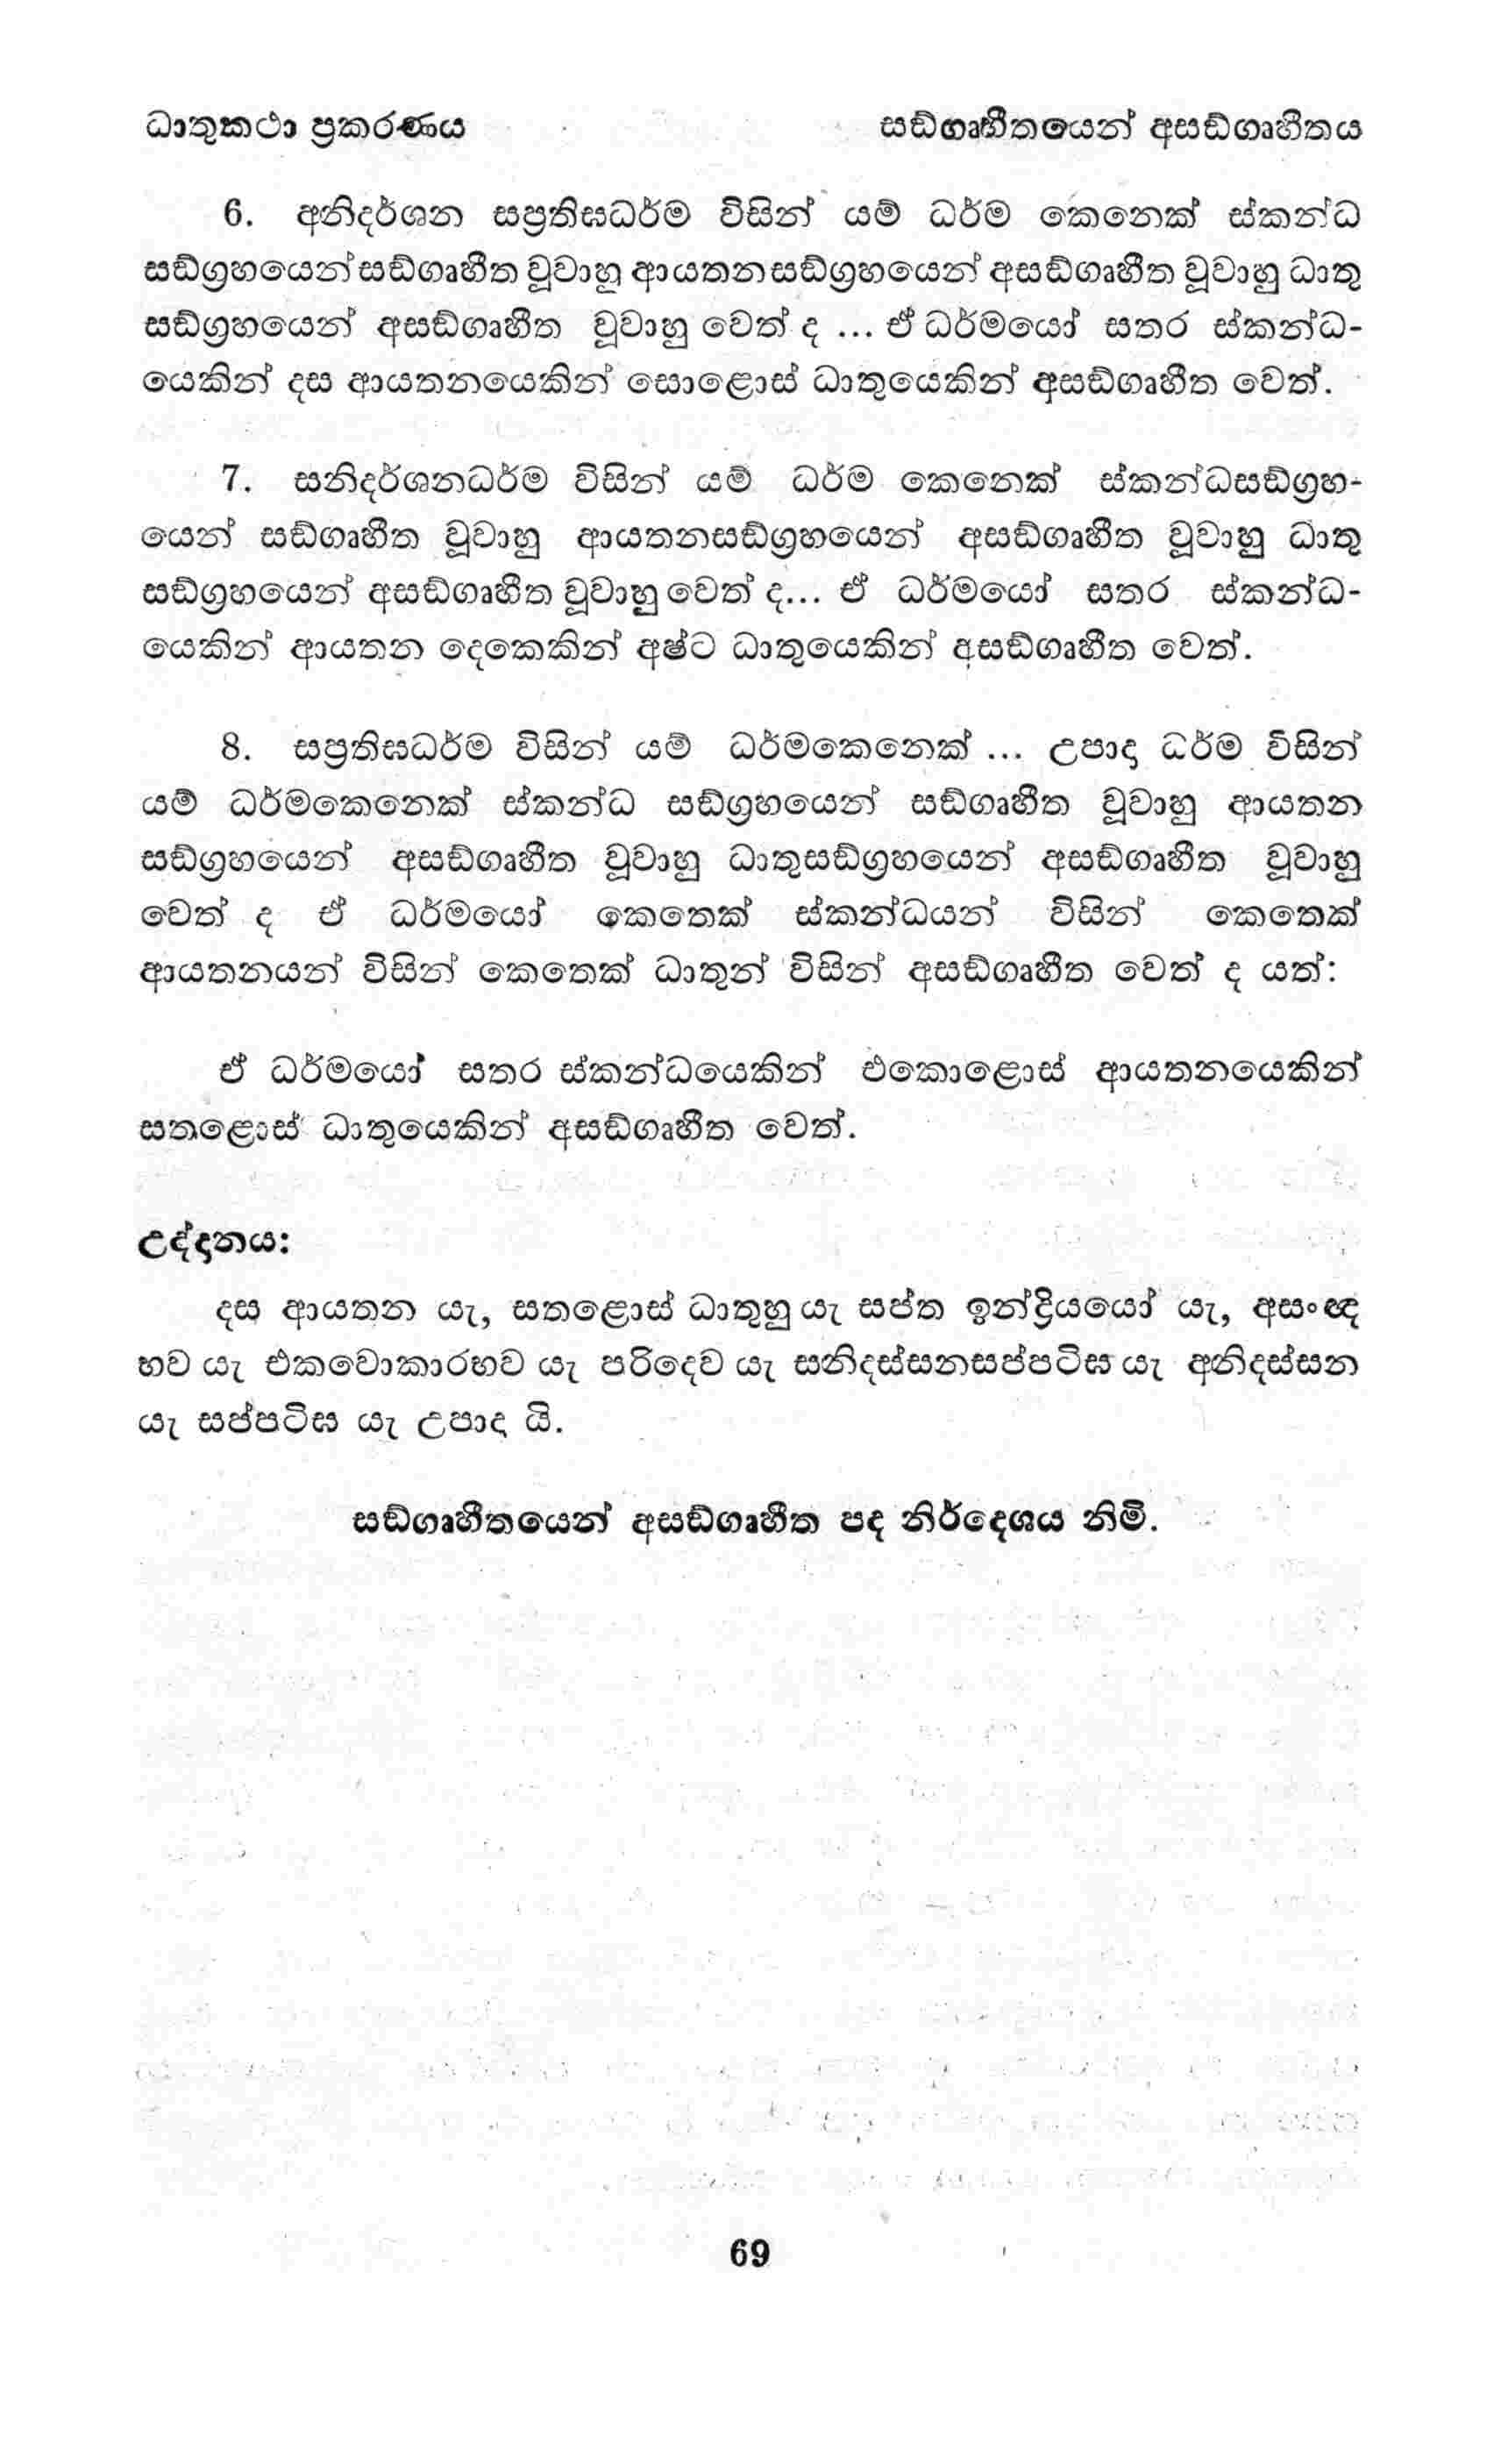 ධාතුකථා ප්‍රකරණය සඞ්ගෘහීතයෙන් අසඞ්ගෘහීතය
6. අනිදර්ශන සප්‍රතිඝධර්ම විසින් යම් ධර්ම කෙනෙක් ස්කන්ධ
සඞ්ග්‍රහයෙන් සඞ්ගෘහීත වූවාහු ආයතනසඞ්ග්‍රහයෙන් අසඞ්ගෘහීත වූවාහු ධාතු
සඞ්ග්‍රහයෙන් අසඞ්ගෘහීත වූවාහු වෙත් ද ... ඒ ධර්මයෝ සතර ස්කන්ධ-
යෙකින් දස ආයතනයෙකින් සොළොස් ධාතුයෙකින් අසඞ්ගෘහීත වෙත්.
7. සනිදර්ශනධර්ම විසින් යම් ධර්ම කෙනෙක් ස්කන්ධසඞ්ග්‍රහ-
යෙන් සඞ්ගෘහීත වූවාහු ආයතනසඞ්ග්‍රහයෙන් අසඞ්ගෘහීත වූවාහු ධාතු
සඞ්ග්‍රහයෙන් අසඞ්ගෘහීත වූවාහු වෙත් ද... ඒ ධර්මයෝ සතර ස්කන්ධ-
යෙකින් ආයතන දෙකෙකින් අෂ්ට ධාතුයෙකින් අසඞ්ගෘහීත වෙත්.
8. සප්‍රතිඝධර්ම විසින් යම් ධර්මකෙනෙක් ... උපාදා ධර්ම විසින්
යම් ධර්මකෙනෙක් ස්කන්ධ සඞ්ග්‍රහයෙන් සඞ්ගෘහීත වූවාහු ආයතන
සඞ්ග්‍රහයෙන් අසඞ්ගෘහීත වූවාහු ධාතුසඞ්ග්‍රහයෙන් අසඞ්ගෘහීත වූවාහු
වෙත් ද ඒ ධර්මයෝ කෙතෙක් ස්කන්ධයන් විසින් කෙතෙක්
ආයතනයන් විසින් කෙතෙක් ධාතුන් විසින් අසඞ්ගෘහීත වෙත් ද යත්:
ඒ ධර්මයෝ සතර ස්කන්ධයෙකින් එකොළොස් ආයතනයෙකින්
සතළොස් ධාතුයෙකින් අසඞ්ගෘහීත වෙත්.
උද්දානය:
දස ආයතන යැ, සතළොස් ධාතුහු යැ සප්ත ඉන්ද්‍රියයෝ යැ, අසංඥ
භව යැ එකවොකාරභව යැ පරිදෙව යැ සනිදස්සනසප්පටිඝ යැ අනිදස්සන
යැ සප්පටිඝ යැ උපාදා යි.
සඞ්ගෘහීතයෙන් අසඞ්ගෘහීත පද නිර්දෙශය නිමි.
69